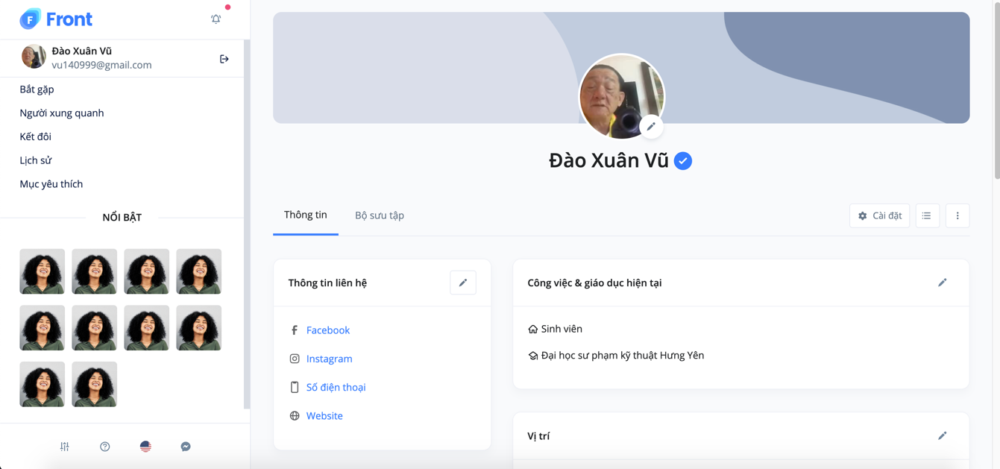 Front
Đào Xuân Vũ
vu140999@gmail.com
Bắt gặp
Người xung quanh
Kết đôi
Lịch sử
Mục yêu thích
NỔI BẬT
Đào Xuân Vũ
Thông tin
Bộ sưu tập
Cài đặt
Thông tin liên hệ
Facebook
Instagram
Số điện thoại
Website
Công việc & giáo dục hiện tại
Sinh viên
Đại học sư phạm kỹ thuật Hưng Yên
Vị trí